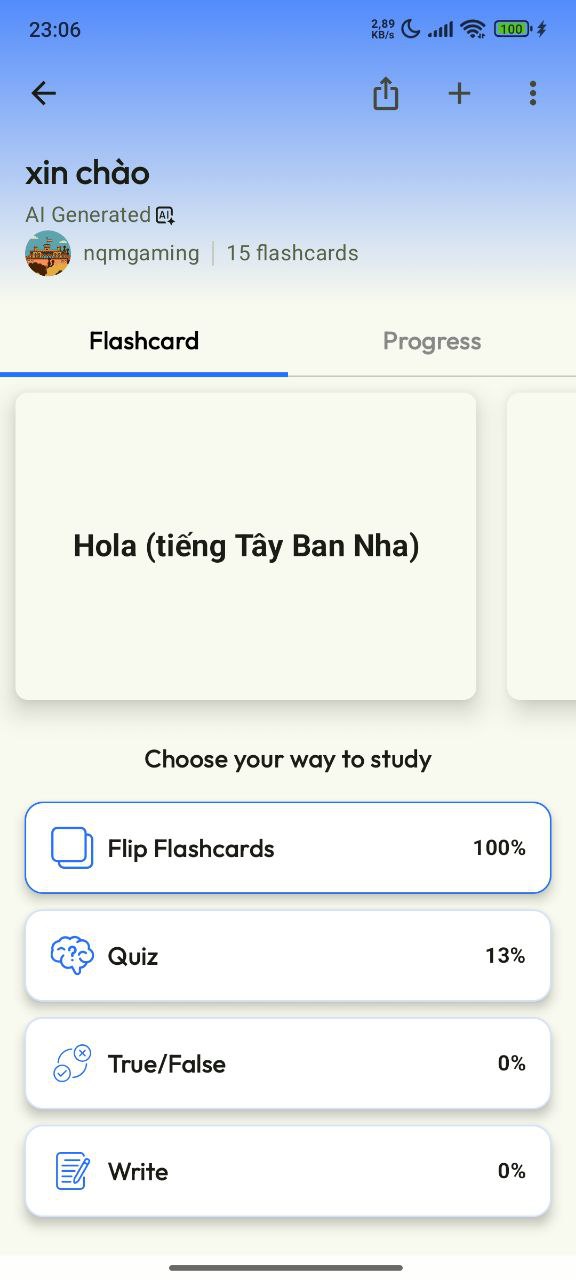 23:06
2,89
KB/s
100
xin chào
AI Generated AI
nqmgaming
15 flashcards
Flashcard
Progress
Hola (tiếng Tây Ban Nha)
Choose your way to study
Flip Flashcards 100%
Quiz 13%
True/False 0%
Write 0%